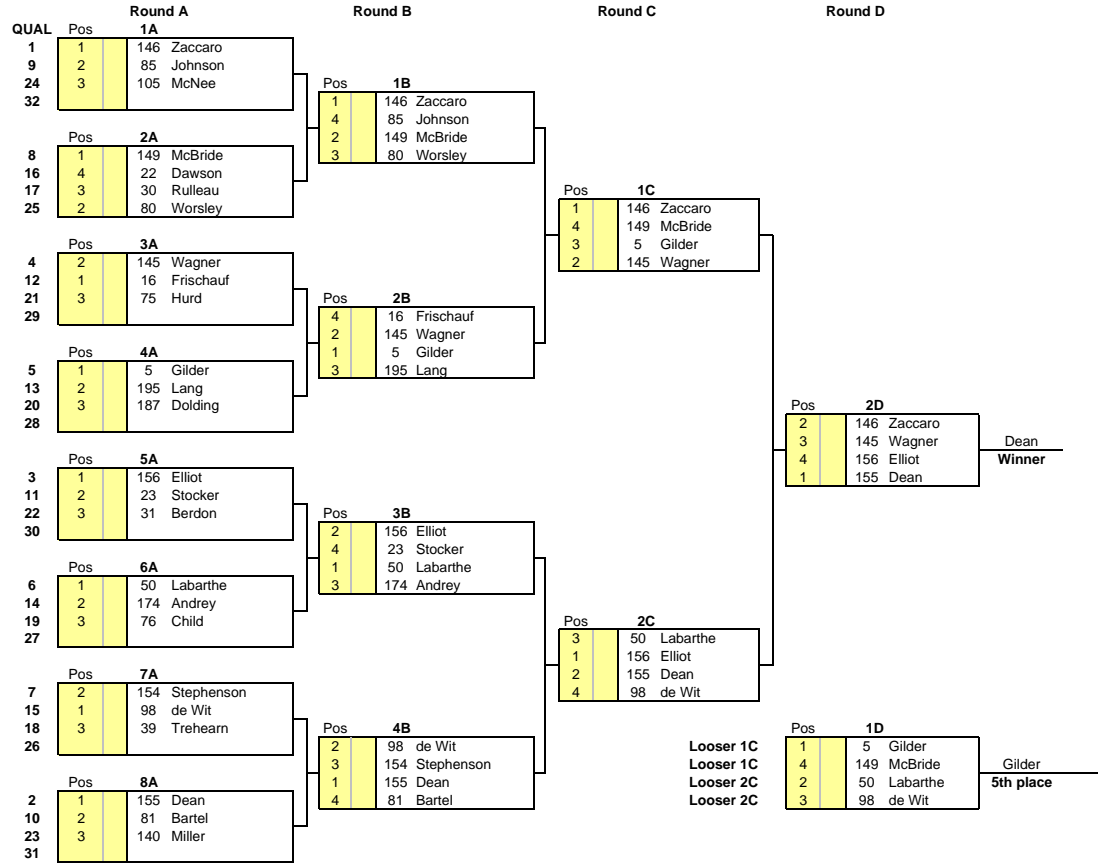 Round A Round B Round C Round D
QUAL Pos 1A
1 1 146 Zaccaro
9 2 85 Johnson
24 3 105 McNee
32
Pos 2A
8 1 149 McBride
16 4 22 Dawson
17 3 30 Rulleau
25 2 80 Worsley
Pos 3A
4 2 145 Wagner
12 1 16 Frischauf
21 3 75 Hurd
29
Pos 4A
5 1 5 Gilder
13 2 195 Lang
20 3 187 Dolding
28
Pos 5A
3 1 156 Elliot
11 2 23 Stocker
22 3 31 Berdon
30
Pos 6A
6 1 50 Labarthe
14 2 174 Andrey
19 3 76 Child
27
Pos 7A
7 2 154 Stephenson
15 1 98 de Wit
18 3 39 Trehearn
26
Pos 8A
2 1 155 Dean
10 2 81 Bartel
23 3 140 Miller
31
Pos 1B
1 146 Zaccaro
4 85 Johnson
2 149 McBride
3 80 Worsley
Pos 2B
4 16 Frischauf
2 145 Wagner
1 5 Gilder
3 195 Lang
Pos 3B
2 156 Elliot
4 23 Stocker
1 50 Labarthe
3 174 Andrey
Pos 4B
2 98 de Wit
3 154 Stephenson
1 155 Dean
4 81 Bartel
Pos 1C
1 146 Zaccaro
4 149 McBride
3 5 Gilder
2 145 Wagner
Pos 2C
3 50 Labarthe
1 156 Elliot
2 155 Dean
4 98 de Wit
Pos 2D
2 146 Zaccaro
3 145 Wagner
4 156 Elliot
1 155 Dean
Dean
Winner
Pos 1D
Looser 1C 1 5 Gilder
Looser 1C 4 149 McBride
Looser 2C 2 50 Labarthe
Looser 2C 3 98 de Wit
Gilder
5th place